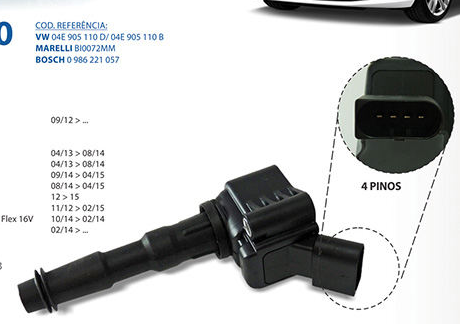 0
COD. REFERÊNCIA:
VW 04E 905 110 D/ 04E 905 110 B
MARELLI BI0072MM
BOSCH 0 986 221 057
09/12 > ...
04/13 > 08/14
04/13 > 08/14
09/14 > 04/15
08/14 > 04/15
12 > 15
11/12 > 02/15
Flex 16V 10/14 > 02/14
02/14 > ...
4 PINOS